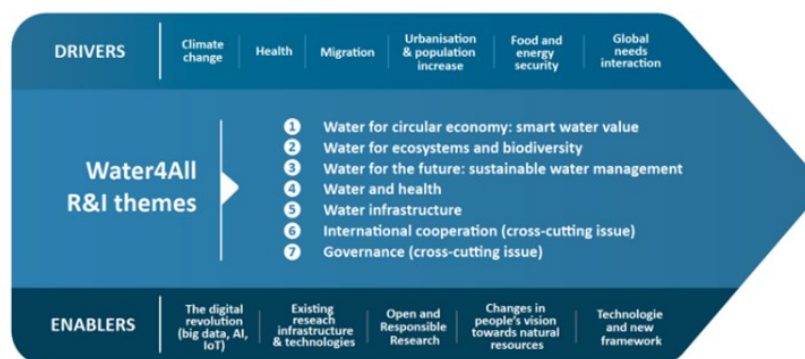 DRIVERS
Climate
change
Health
Migration
Urbanisation
& population
increase
Food and
energy
security
Global
needs
interaction
Water4All
R&I themes
1 Water for circular economy: smart water value
2 Water for ecosystems and biodiversity
3 Water for the future: sustainable water management
4 Water and health
5 Water infrastructure
6 International cooperation (cross-cutting issue)
7 Governance (cross-cutting issue)
ENABLERS
The digital
revolution
(big data, AI,
IoT)
Existing
reseach
infrastructure
& technologies
Open and
Responsible
Research
Changes in
people's vision
towards natural
resources
Technologie
and new
framework